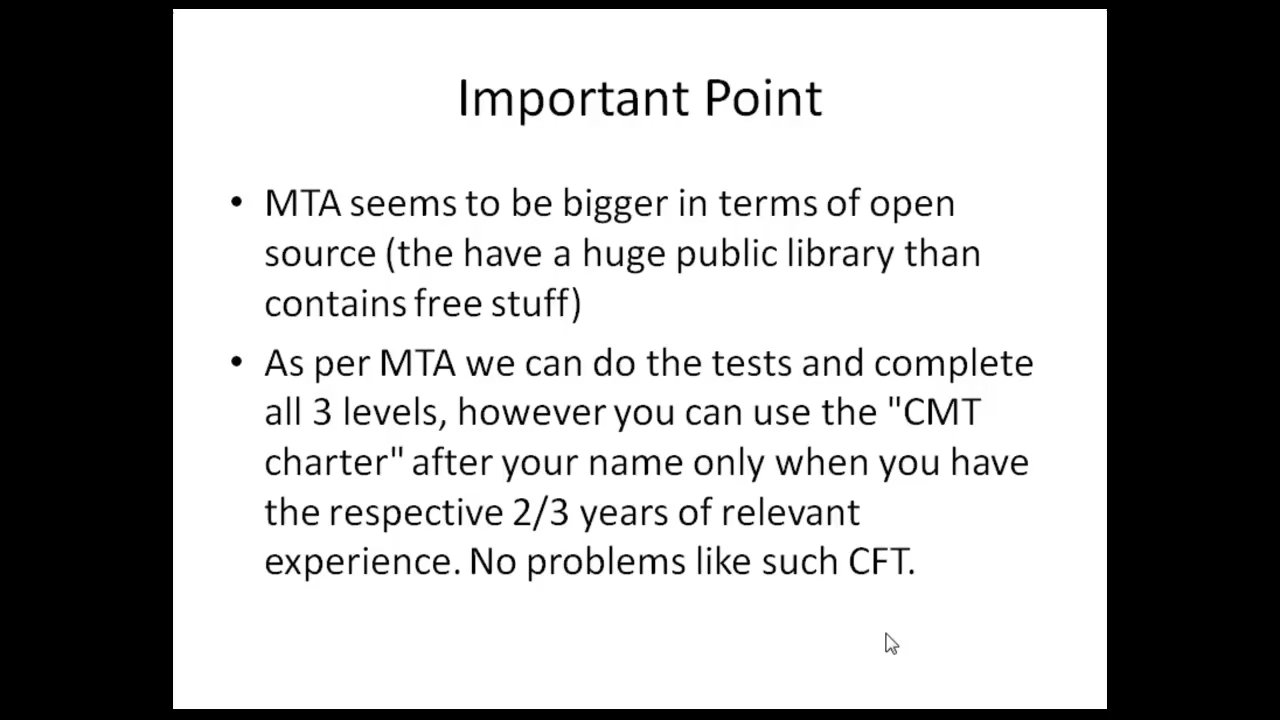 Important Point
• MTA seems to be bigger in terms of open
source (the have a huge public library than
contains free stuff)
• As per MTA we can do the tests and complete
all 3 levels, however you can use the "CMT
charter" after your name only when you have
the respective 2/3 years of relevant
experience. No problems like such CFT.